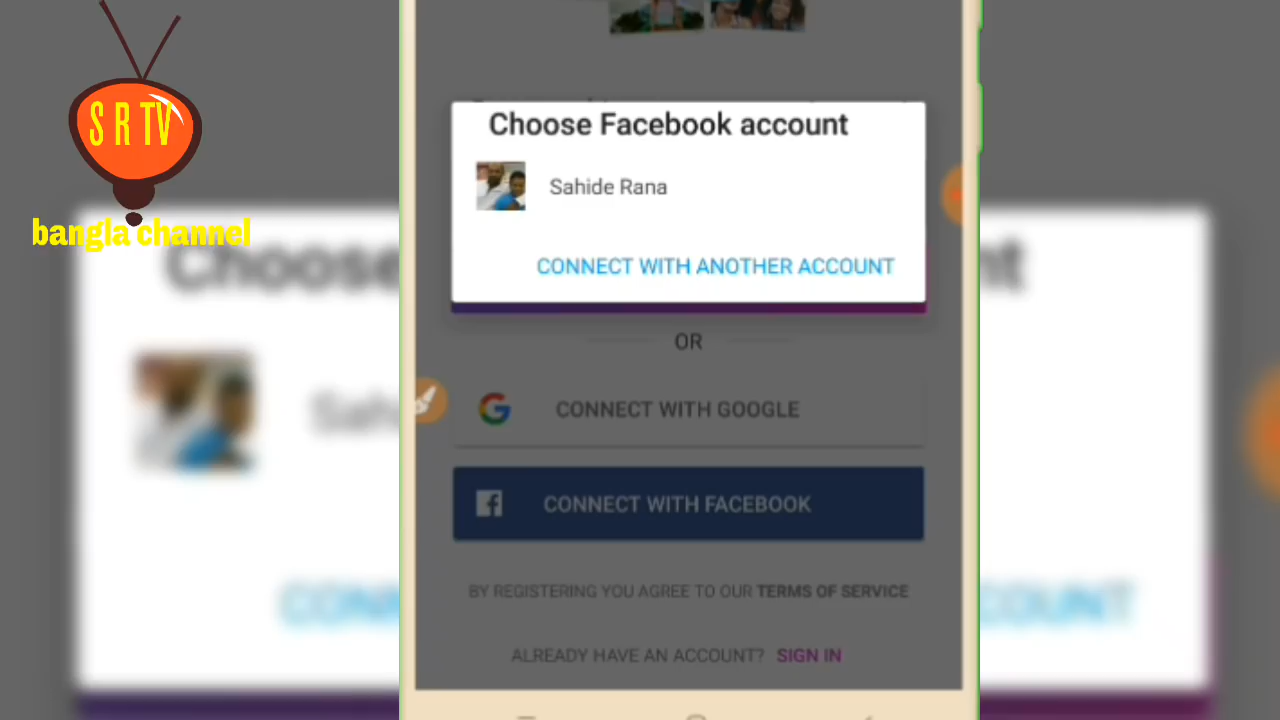 S R TV
bangla channel
Choose Facebook account
Sahide Rana
CONNECT WITH ANOTHER ACCOUNT
OR
CONNECT WITH GOOGLE
CONNECT WITH FACEBOOK
BY REGISTERING YOU AGREE TO OUR TERMS OF SERVICE
ALREADY HAVE AN ACCOUNT? SIGN IN